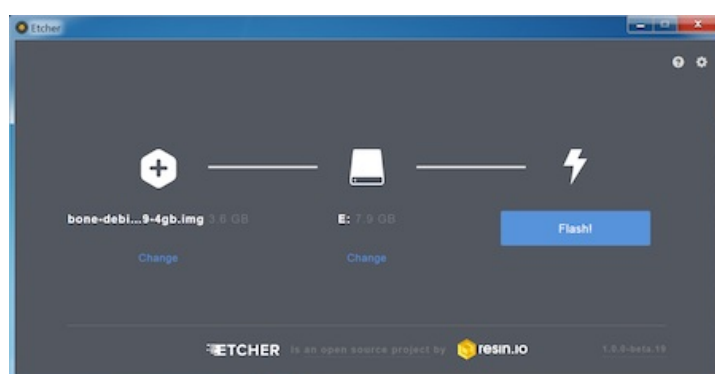 Etcher
bone-debi...9-4gb.img 3.6 GB
E: 7.9 GB
Flash!
Change
Change
ETCHER is an open source project by resin.io
1.0.0-beta.19